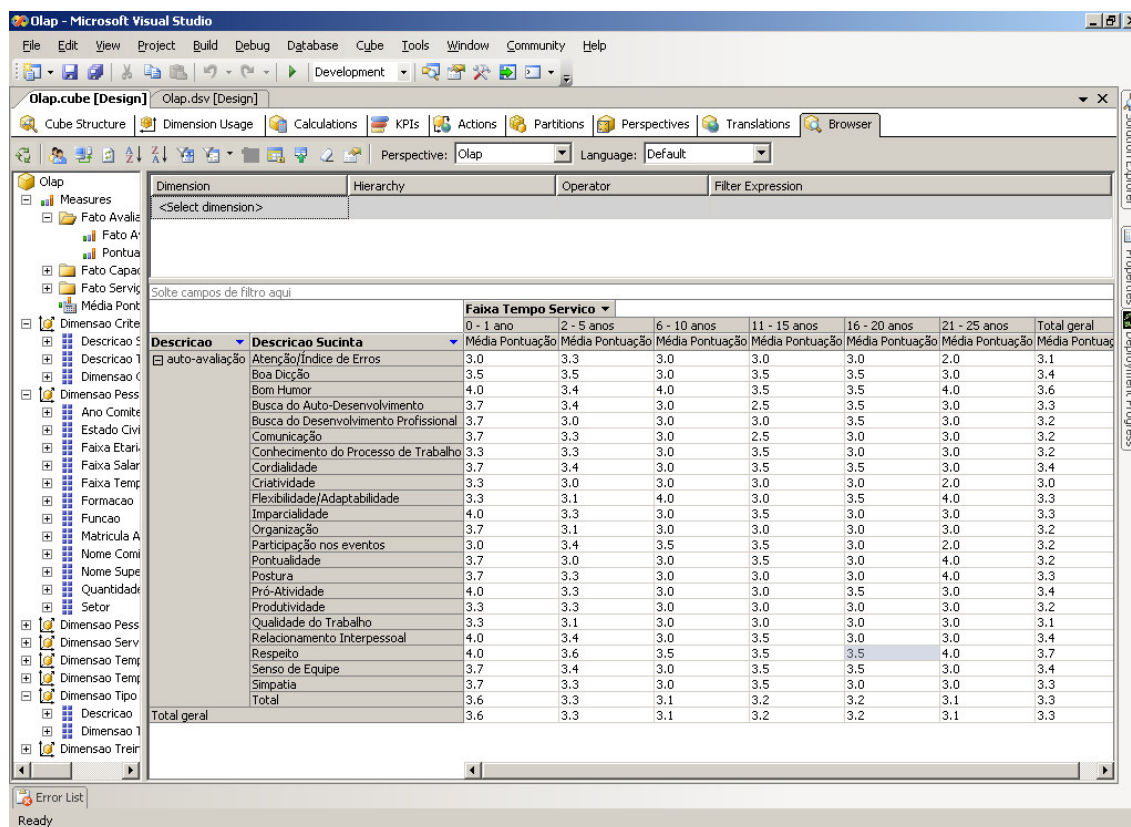 Olap - Microsoft Visual Studio
File Edit View Project Build Debug Database Cube Tools Window Community Help
Development
Olap.cube [Design] Olap.dsv [Design]
Cube Structure Dimension Usage Calculations KPIs Actions Partitions Perspectives Translations Browser
Perspective: Olap Language: Default
Olap
Measures
Fato Avalia
Fato A
Pontua
Fato Capac
Fato Serviç
Média Pont
Dimensao Crite
Descricao S
Descricao T
Dimensao C
Dimensao Pess
Ano Comite
Estado Civi
Faixa Etari
Faixa Salar
Faixa Temp
Formacao
Funcao
Matricula A
Nome Comi
Nome Supe
Quantidade
Setor
Dimensao Pess
Dimensao Serv
Dimensao Temp
Dimensao Temp
Dimensao Tipo
Descricao
Dimensao T
Dimensao Trein
Dimension Hierarchy Operator Filter Expression
<Select dimension>
Solte campos de filtro aqui
Faixa Tempo Servico
0 - 1 ano 2 - 5 anos 6 - 10 anos 11 - 15 anos 16 - 20 anos 21 - 25 anos Total geral
Descricao Descricao Sucinta Média Pontuação Média Pontuação Média Pontuação Média Pontuação Média Pontuação Média Pontuação Média Pontuaç
auto-avaliação Atenção/Índice de Erros 3.0 3.3 3.0 3.0 3.0 2.0 3.1
Boa Dicção 3.5 3.5 3.0 3.5 3.5 3.0 3.4
Bom Humor 4.0 3.4 4.0 3.5 3.5 4.0 3.6
Busca do Auto-Desenvolvimento 3.7 3.4 3.0 2.5 3.5 3.0 3.3
Busca do Desenvolvimento Profissional 3.7 3.0 3.0 3.0 3.5 3.0 3.2
Comunicação 3.7 3.3 3.0 2.5 3.0 3.0 3.2
Conhecimento do Processo de Trabalho 3.3 3.3 3.0 3.5 3.0 3.0 3.2
Cordialidade 3.7 3.4 3.0 3.5 3.5 3.0 3.4
Criatividade 3.3 3.0 3.0 3.0 3.0 2.0 3.0
Flexibilidade/Adaptabilidade 3.3 3.1 4.0 3.0 3.5 4.0 3.3
Imparcialidade 4.0 3.3 3.0 3.5 3.5 3.0 3.3
Organização 3.7 3.1 3.0 3.0 3.0 3.0 3.2
Participação nos eventos 3.0 3.4 3.5 3.5 3.0 2.0 3.2
Pontualidade 3.7 3.0 3.0 3.5 3.0 4.0 3.2
Postura 3.7 3.3 3.0 3.0 3.0 4.0 3.3
Pró-Atividade 4.0 3.3 3.0 3.0 3.5 3.0 3.4
Produtividade 3.3 3.3 3.0 3.0 3.0 3.0 3.2
Qualidade do Trabalho 3.3 3.1 3.0 3.0 3.0 3.0 3.1
Relacionamento Interpessoal 4.0 3.4 3.0 3.5 3.0 3.0 3.4
Respeito 4.0 3.6 3.5 3.5 3.5 4.0 3.7
Senso de Equipe 3.7 3.4 3.0 3.5 3.5 3.0 3.4
Simpatia 3.7 3.3 3.0 3.5 3.0 3.0 3.3
Total 3.6 3.3 3.1 3.2 3.2 3.1 3.3
Total geral 3.6 3.3 3.1 3.2 3.2 3.1 3.3
Solution Explorer
Properties
Deployment Progress
Error List
Ready